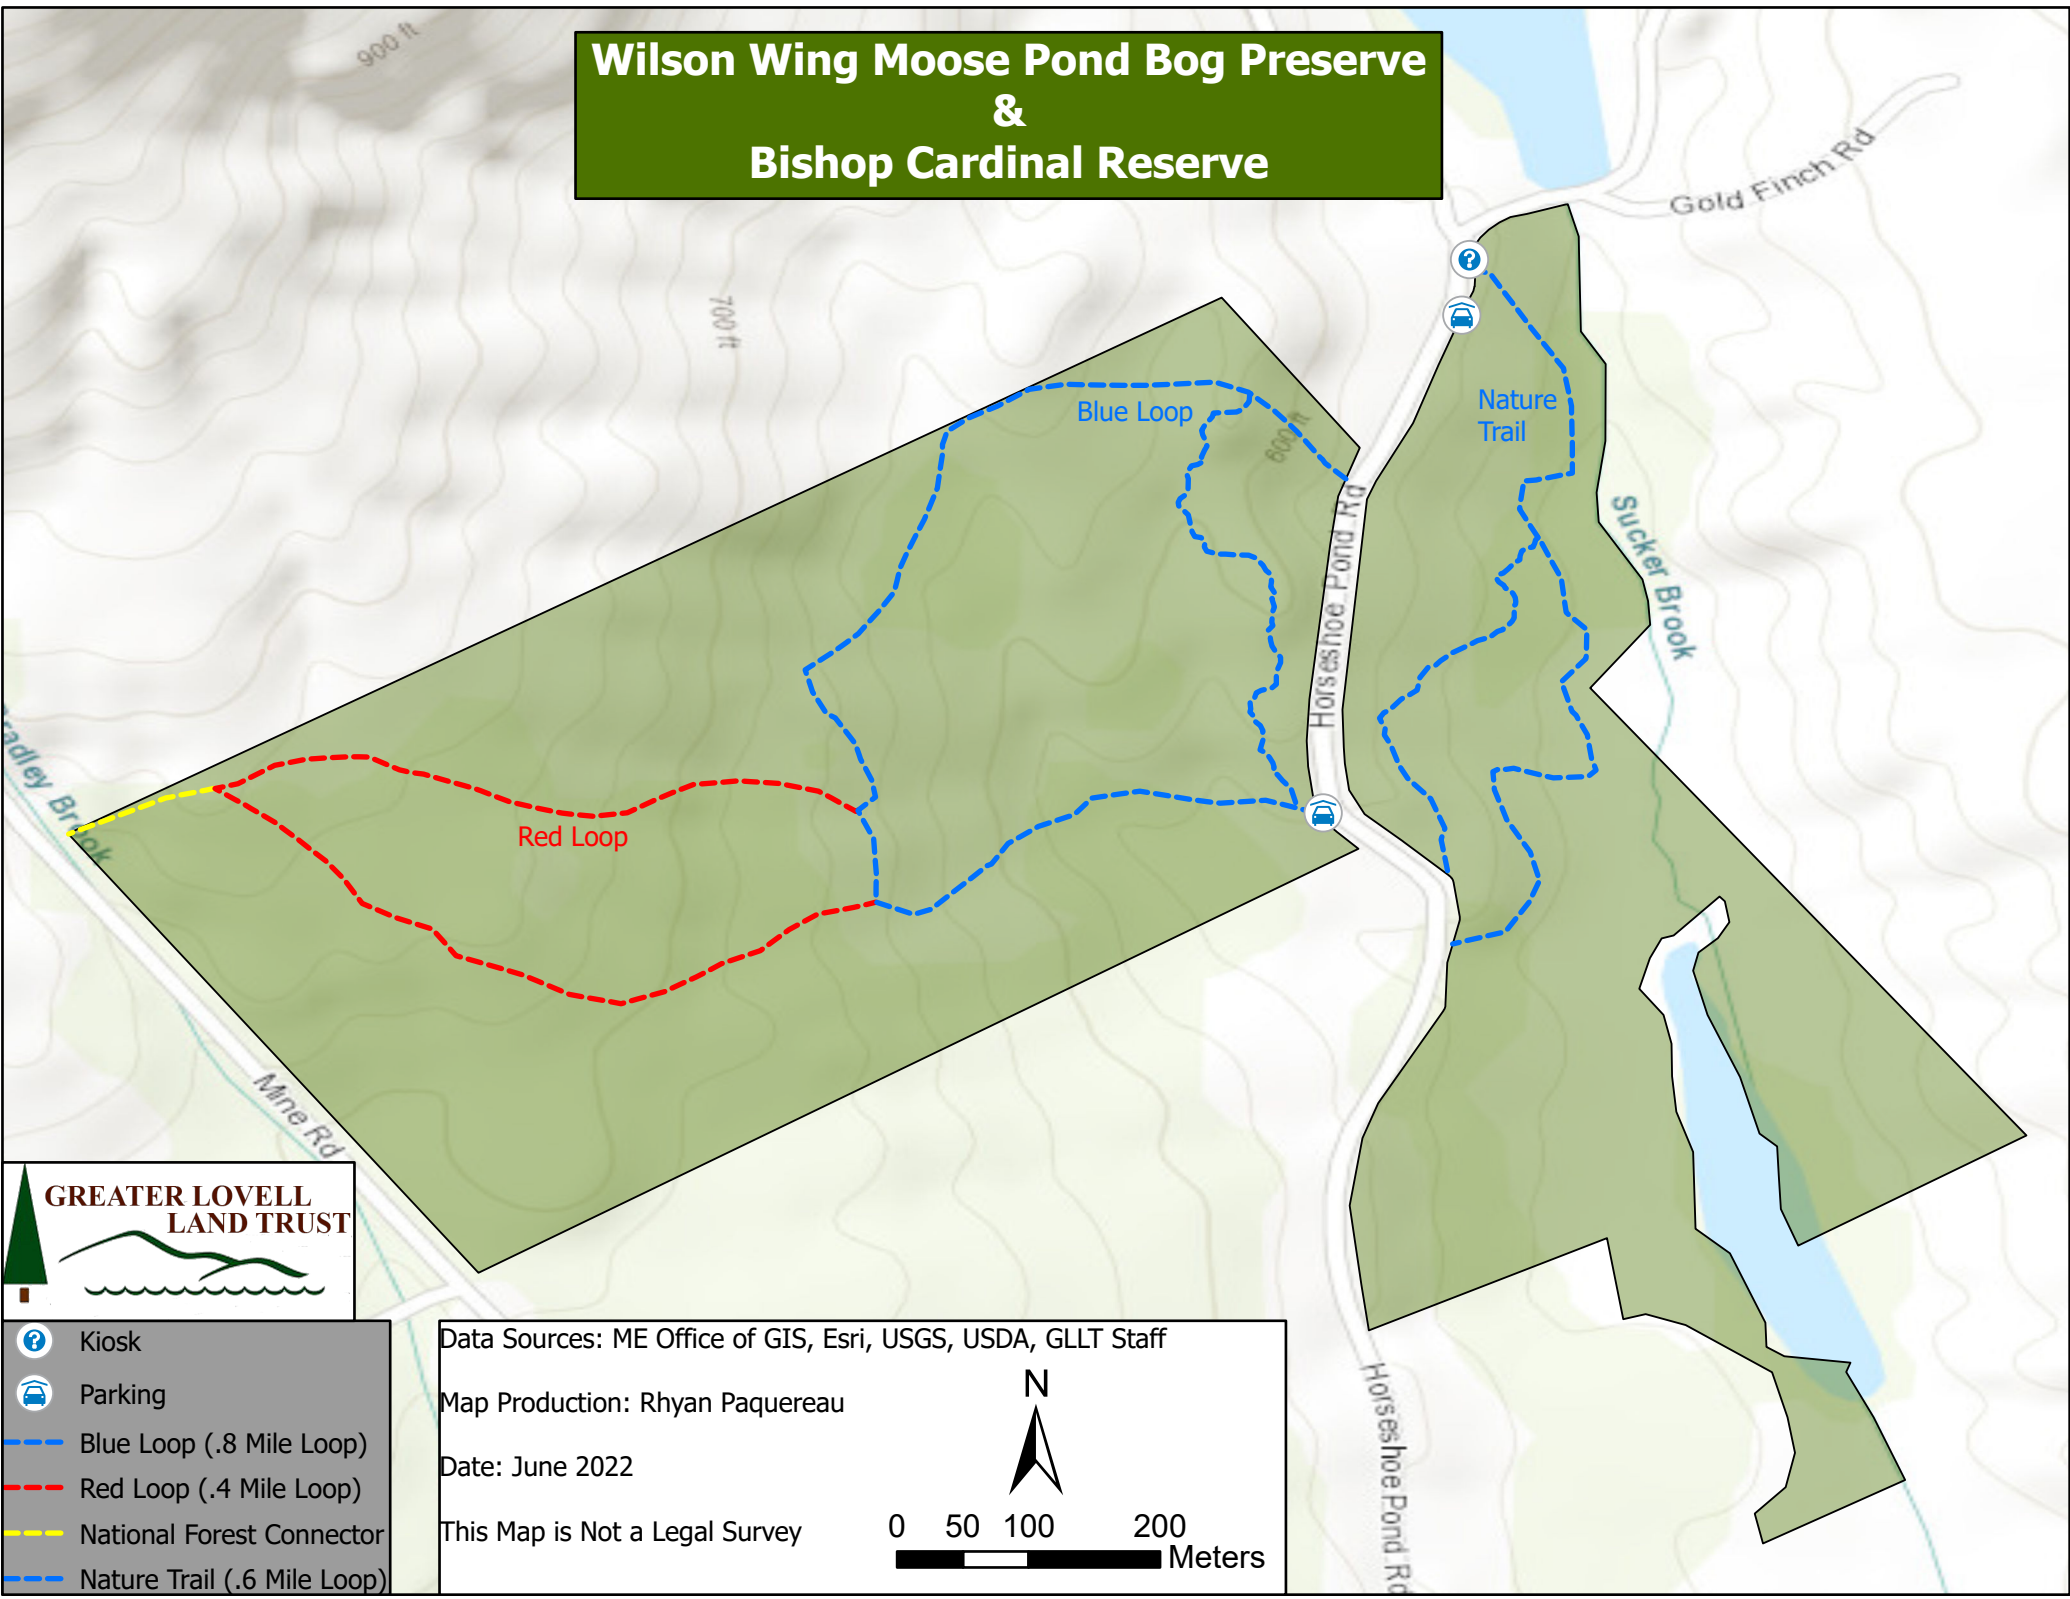 900 ft
Wilson Wing Moose Pond Bog Preserve
&
Bishop Cardinal Reserve
Gold Finch Rd
700 ft
Blue Loop
600 ft
Nature
Trail
Horseshoe Pond Rd
Sucker Brook
Bradley Brook
Red Loop
Mine Rd
GREATER LOVELL
LAND TRUST
Kiosk
Parking
Blue Loop (.8 Mile Loop)
Red Loop (.4 Mile Loop)
National Forest Connector
Nature Trail (.6 Mile Loop)
Data Sources: ME Office of GIS, Esri, USGS, USDA, GLLT Staff
Map Production: Rhyan Paquereau
Date: June 2022
This Map is Not a Legal Survey
N
0 50 100 200
Meters
Horseshoe Pond Rd